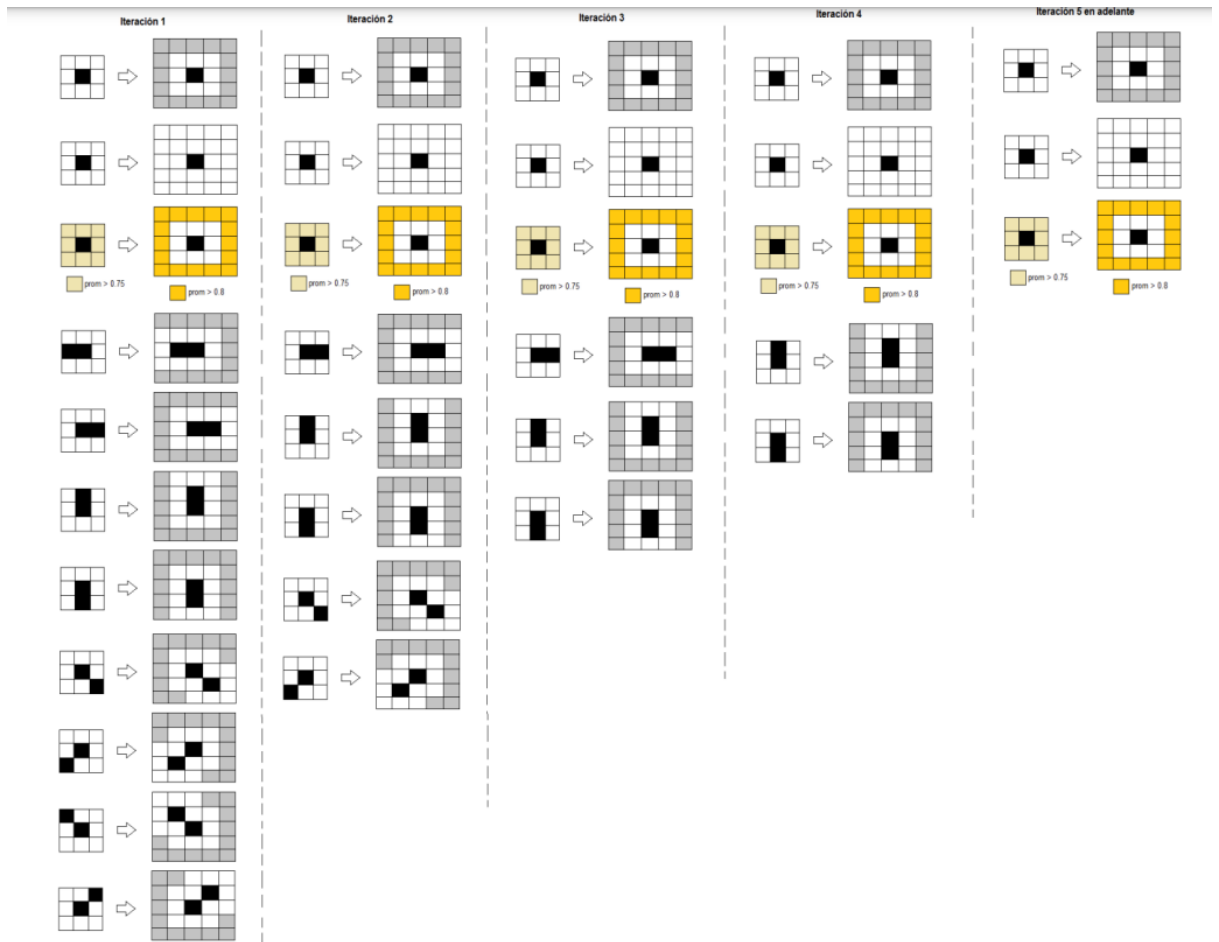 Iteración 1
Iteración 2
Iteración 3
Iteración 4
Iteración 5 en adelante
prom > 0.75
prom > 0.8
prom > 0.75
prom > 0.8
prom > 0.75
prom > 0.8
prom > 0.75
prom > 0.8
prom > 0.75
prom > 0.8